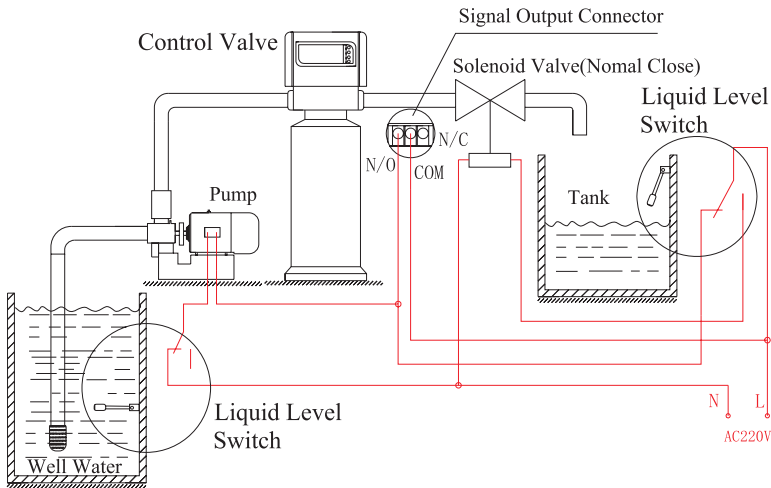 Signal Output Connector
Control Valve
Solenoid Valve(Nomal Close)
Liquid Level
Switch
N/C
N/O
COM
Pump
Tank
N
L
Liquid Level
Switch
AC220V
Well Water